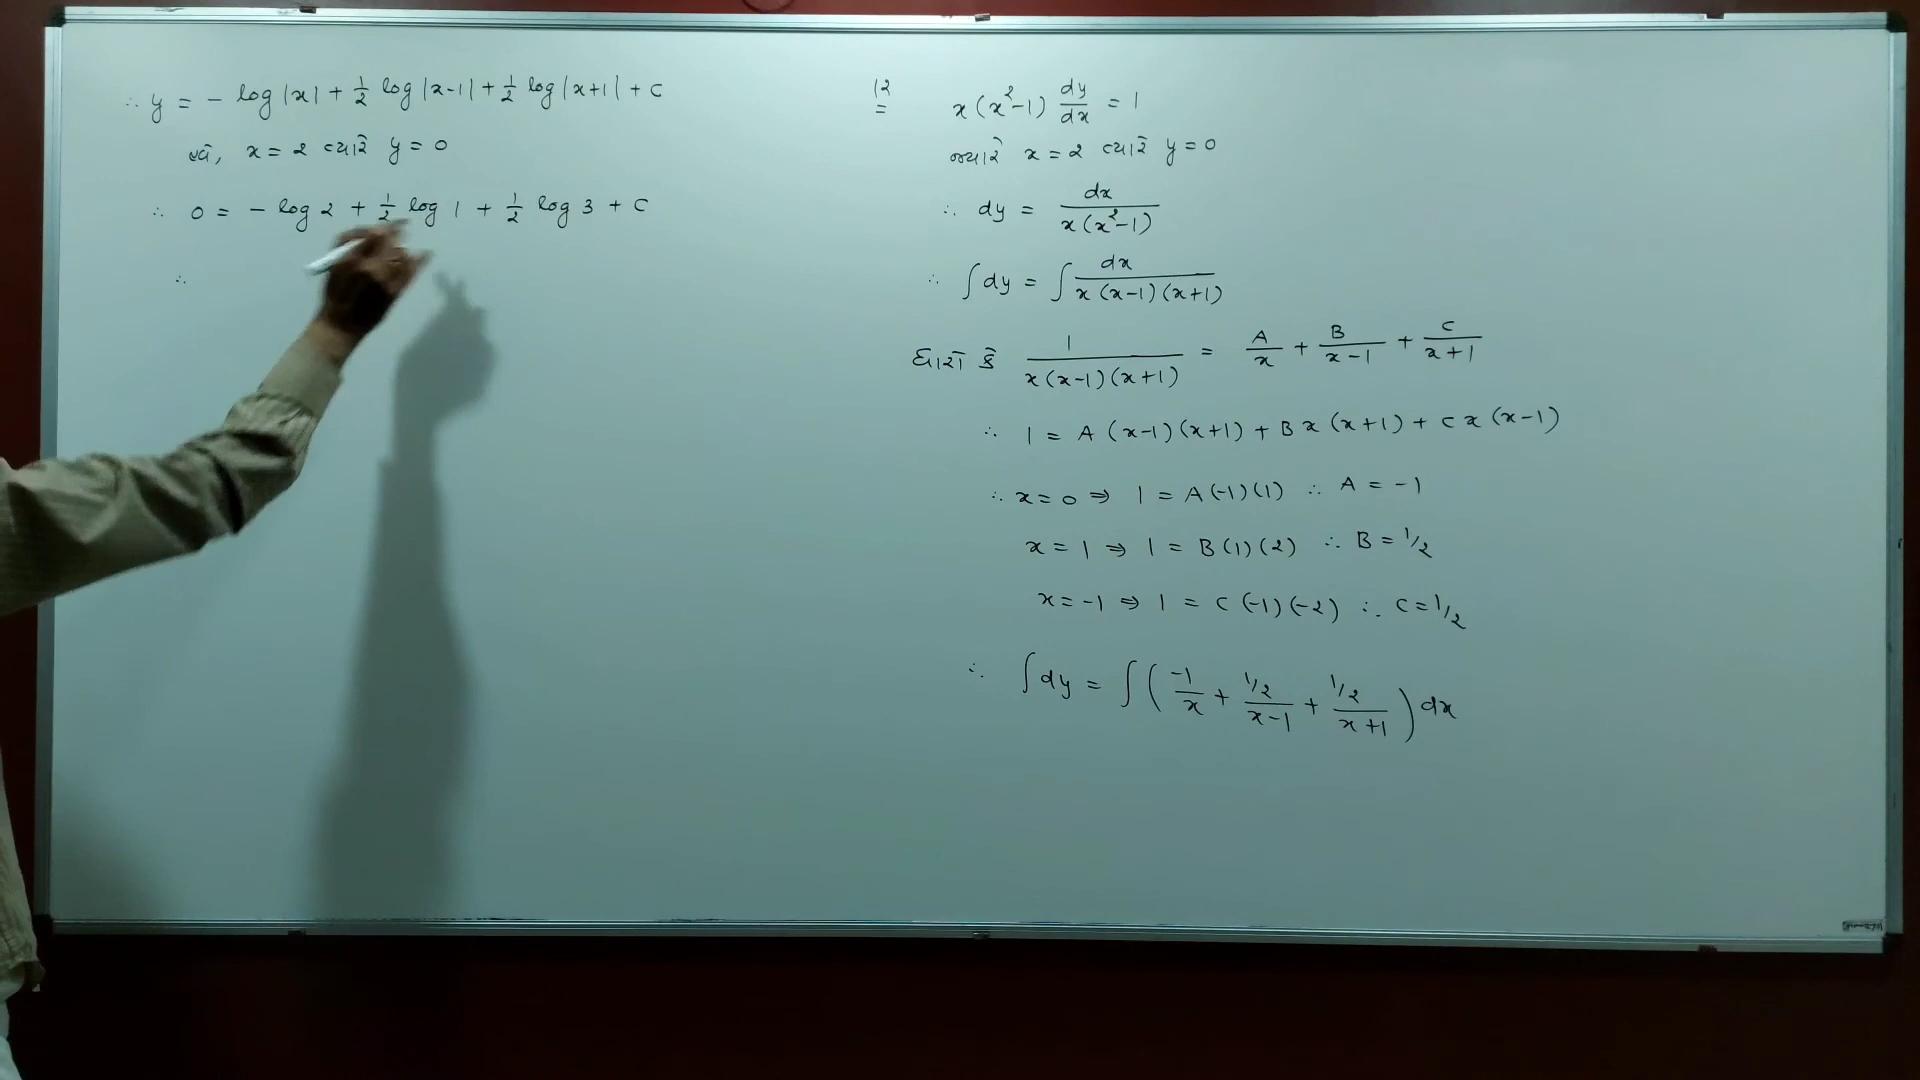 ∴ y = - log |x| + 1/2 log |x-1| + 1/2 log |x+1| + c
હવે, x = 2 ત્યારે y = 0
∴ 0 = - log 2 + 1/2 log 1 + 1/2 log 3 + c
∴
12
x(x²-1) dy/dx = 1
જ્યારે x = 2 ત્યારે y = 0
∴ dy = dx / x(x²-1)
∴ ∫dy = ∫ dx / x(x-1)(x+1)
ધારો કે 1 / x(x-1)(x+1) = A/x + B/x-1 + C/x+1
∴ 1 = A (x-1)(x+1) + B x (x+1) + C x (x-1)
∴ x = 0 ⇒ 1 = A(-1)(1) ∴ A = -1
x = 1 ⇒ 1 = B(1)(2) ∴ B = 1/2
x = -1 ⇒ 1 = C (-1)(-2) ∴ C = 1/2
∴ ∫dy = ∫( -1/x + 1/2 / x-1 + 1/2 / x+1 ) dx